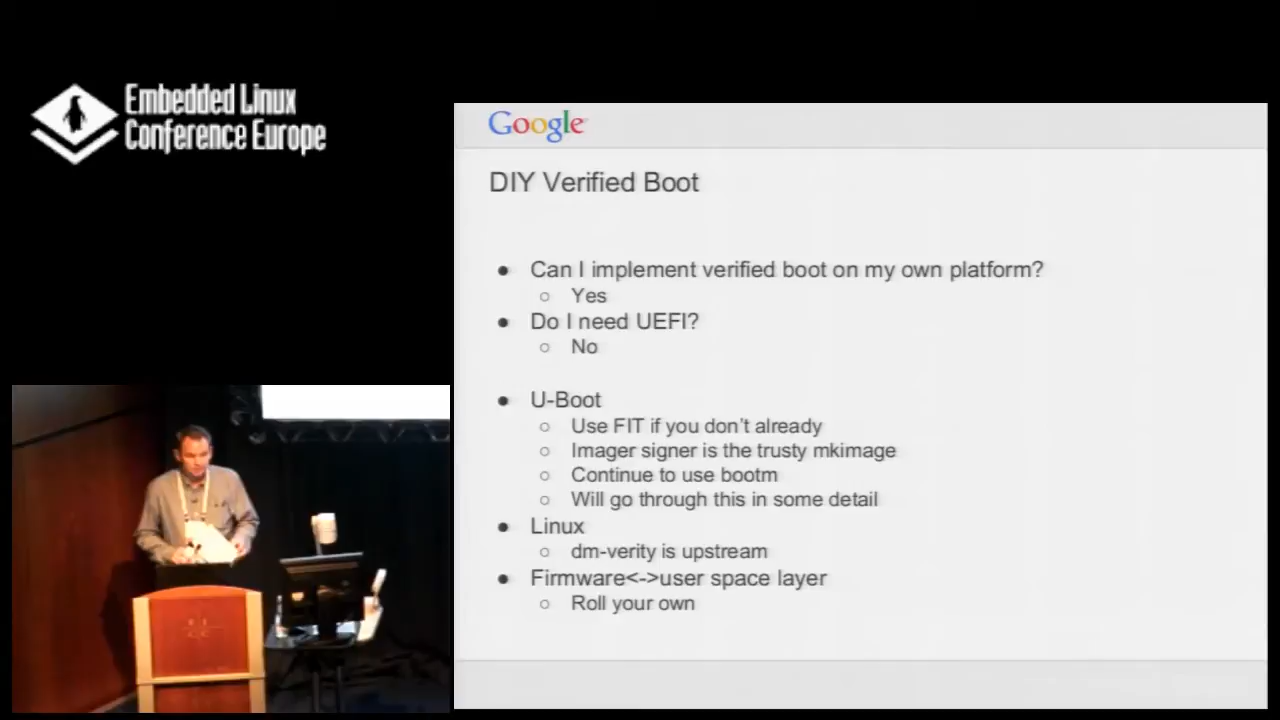 Embedded Linux
Conference Europe
Google
DIY Verified Boot
● Can I implement verified boot on my own platform?
○ Yes
● Do I need UEFI?
○ No
● U-Boot
○ Use FIT if you don't already
○ Imager signer is the trusty mkimage
○ Continue to use bootm
○ Will go through this in some detail
● Linux
○ dm-verity is upstream
● Firmware<->user space layer
○ Roll your own